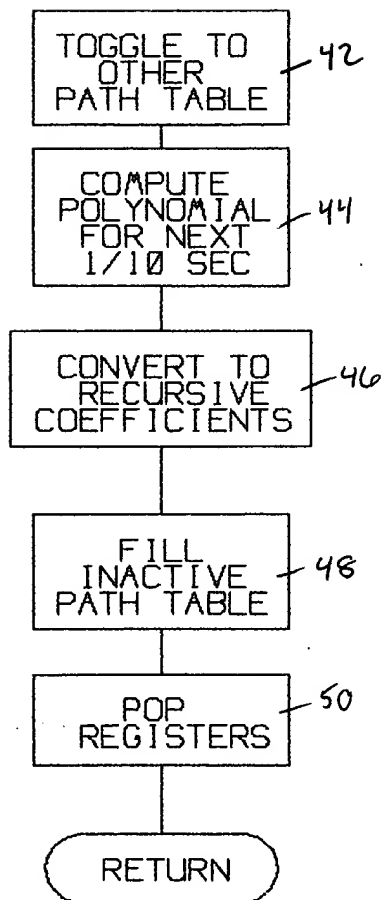 TOGGLE TO
OTHER
PATH TABLE
42
COMPUTE
POLYNOMIAL
FOR NEXT
1/10 SEC
44
CONVERT TO
RECURSIVE
COEFFICIENTS
46
FILL
INACTIVE
PATH TABLE
48
POP
REGISTERS
50
RETURN